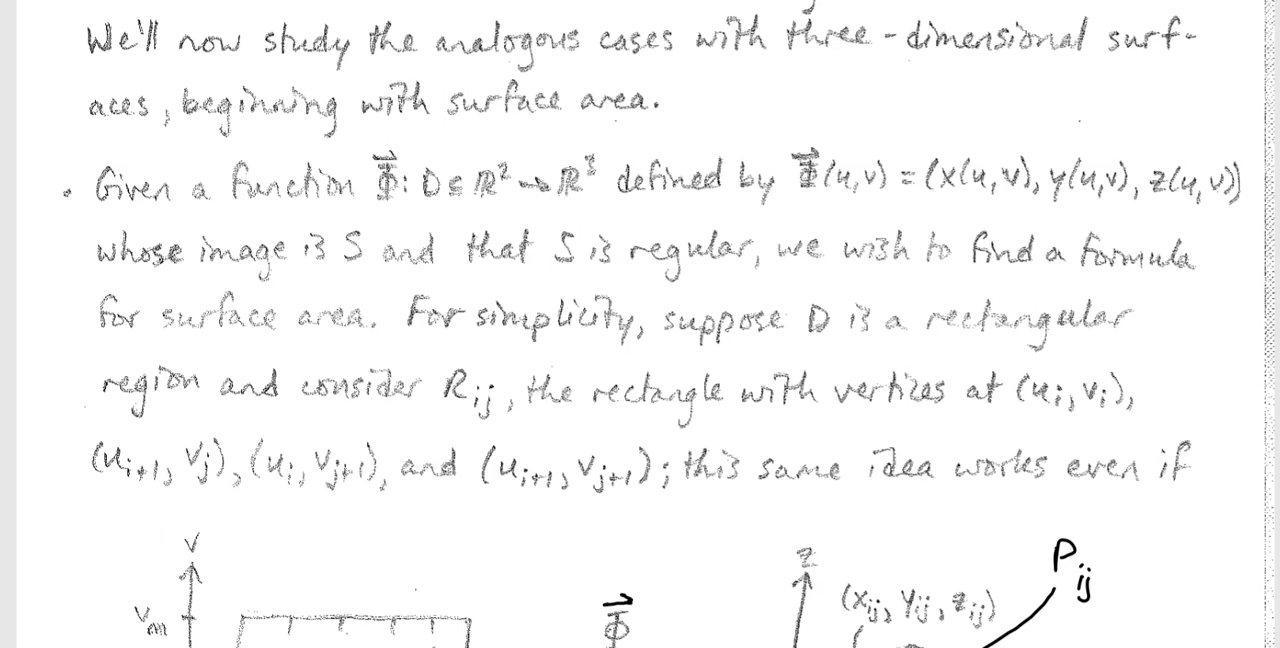 We'll now study the analogous cases with three-dimensional surf-
aces, beginning with surface area.
• Given a function Φ⃗: D ⊆ ℝ² → ℝ³ defined by Φ⃗(u,v) = (x(u,v), y(u,v), z(u,v))
whose image is S and that S is regular, we wish to find a formula
for surface area. For simplicity, suppose D is a rectangular
region and consider Rᵢⱼ, the rectangle with vertices at (uᵢ, vᵢ),
(uᵢ₊₁, vⱼ), (uᵢ, vⱼ₊₁), and (uᵢ₊₁, vⱼ₊₁); this same idea works even if
v
vₘ
Φ⃗
z
(xᵢⱼ, yᵢⱼ, zᵢⱼ)
Pᵢⱼ